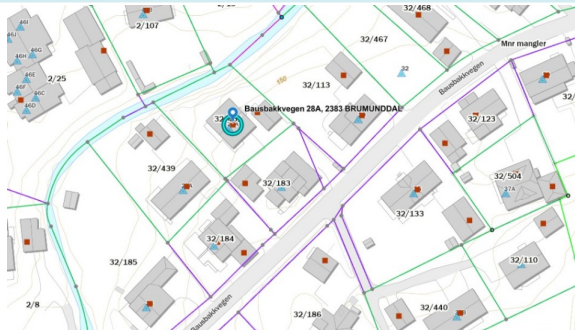 32/468
2/107
46I
46J
46G
46H
32/467
Mnr mangler
46E
2/25
32
46F
46C
150
32/113
Bausbakkvegen
46D
Bausbakkvegen 28A, 2383 BRUMUNDDAL
32/123
32/439
32/504
32/183
37A
32/133
32/184
32/110
32/185
2/8
Bausbakkvegen
32/186
32/440